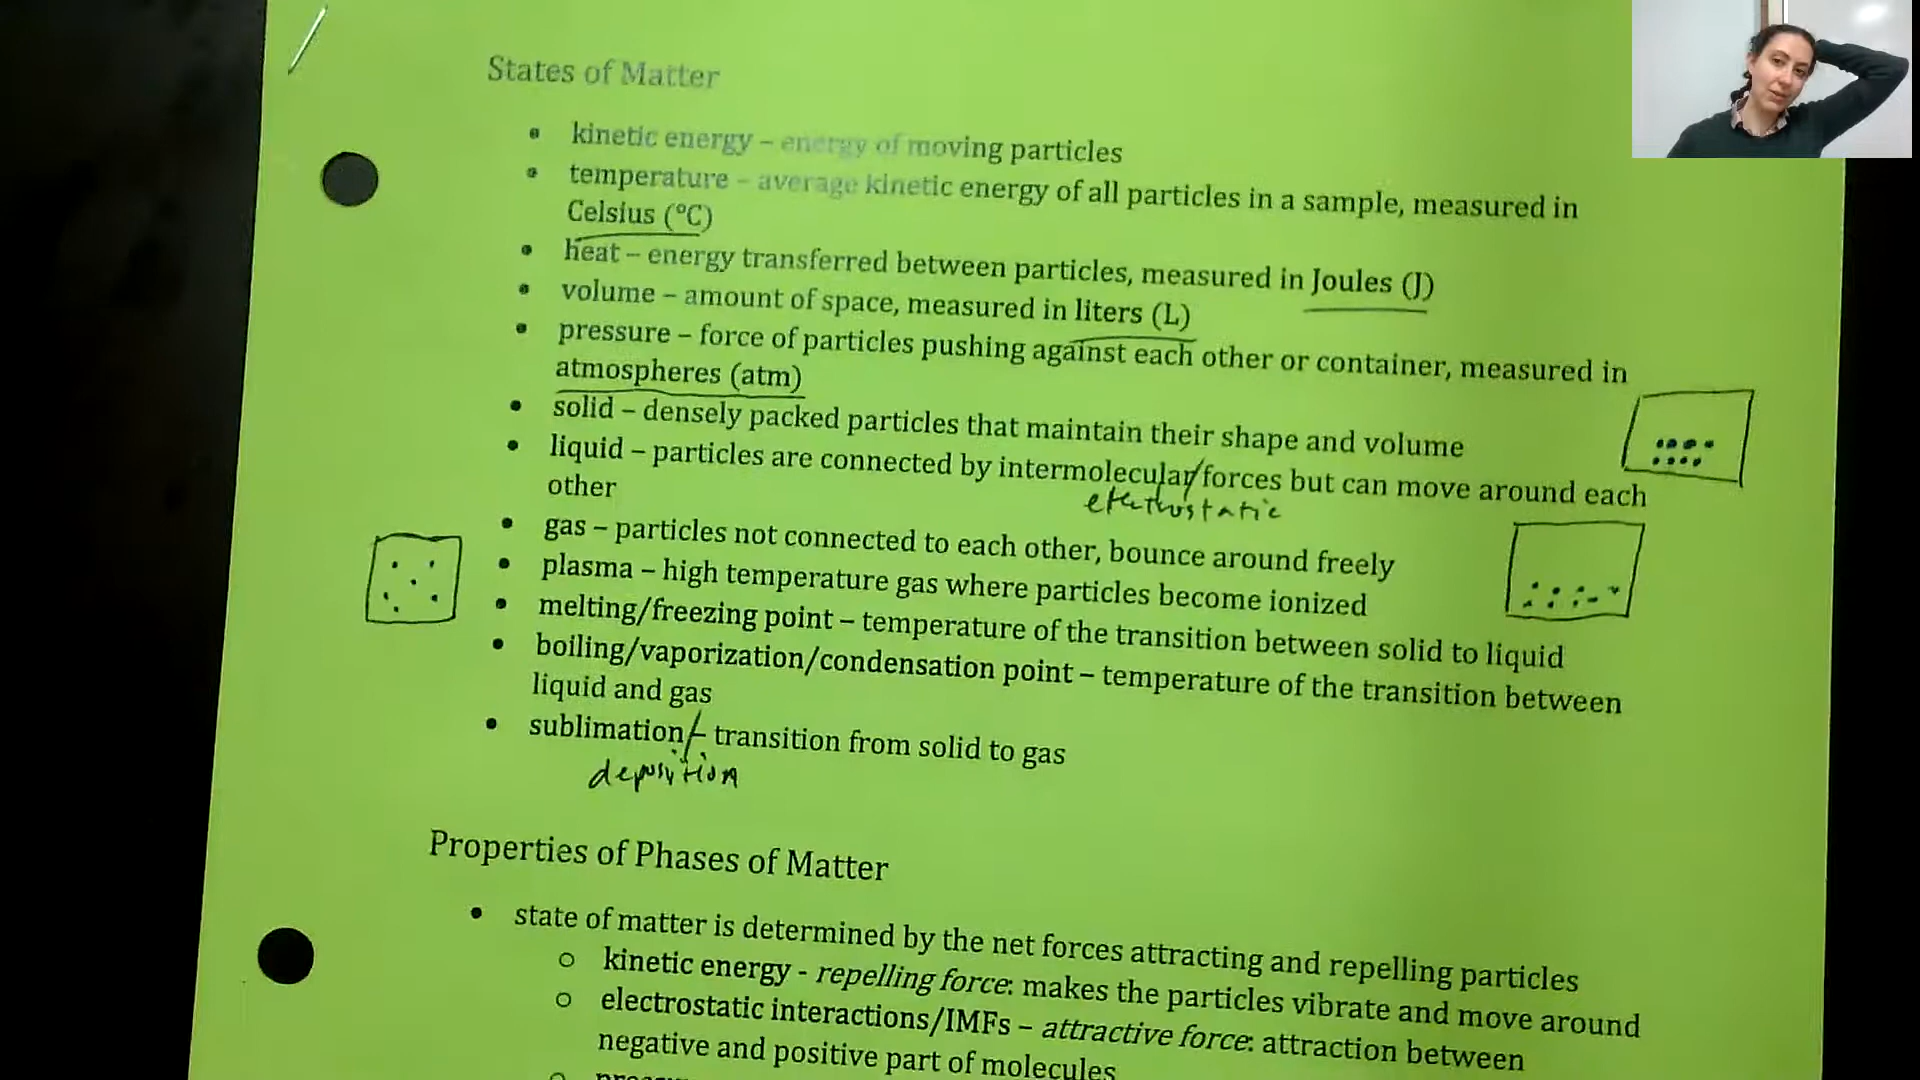 States of Matter
• kinetic energy – energy of moving particles
• temperature – average kinetic energy of all particles in a sample, measured in
Celsius (°C)
• heat – energy transferred between particles, measured in Joules (J)
• volume – amount of space, measured in liters (L)
• pressure – force of particles pushing against each other or container, measured in
atmospheres (atm)
• solid – densely packed particles that maintain their shape and volume
• liquid – particles are connected by intermolecular/forces but can move around each
other
electrostatic
• gas – particles not connected to each other, bounce around freely
• plasma – high temperature gas where particles become ionized
• melting/freezing point – temperature of the transition between solid to liquid
• boiling/vaporization/condensation point – temperature of the transition between
liquid and gas
• sublimation/– transition from solid to gas
deposition
Properties of Phases of Matter
• state of matter is determined by the net forces attracting and repelling particles
○ kinetic energy - repelling force: makes the particles vibrate and move around
○ electrostatic interactions/IMFs – attractive force: attraction between
negative and positive part of molecules